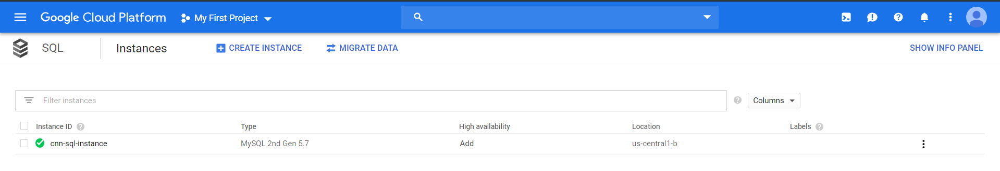 Google Cloud Platform My First Project
SQL Instances CREATE INSTANCE MIGRATE DATA SHOW INFO PANEL
Filter instances Columns
Instance ID Type High availability Location Labels
cnn-sql-instance MySQL 2nd Gen 5.7 Add us-central1-b